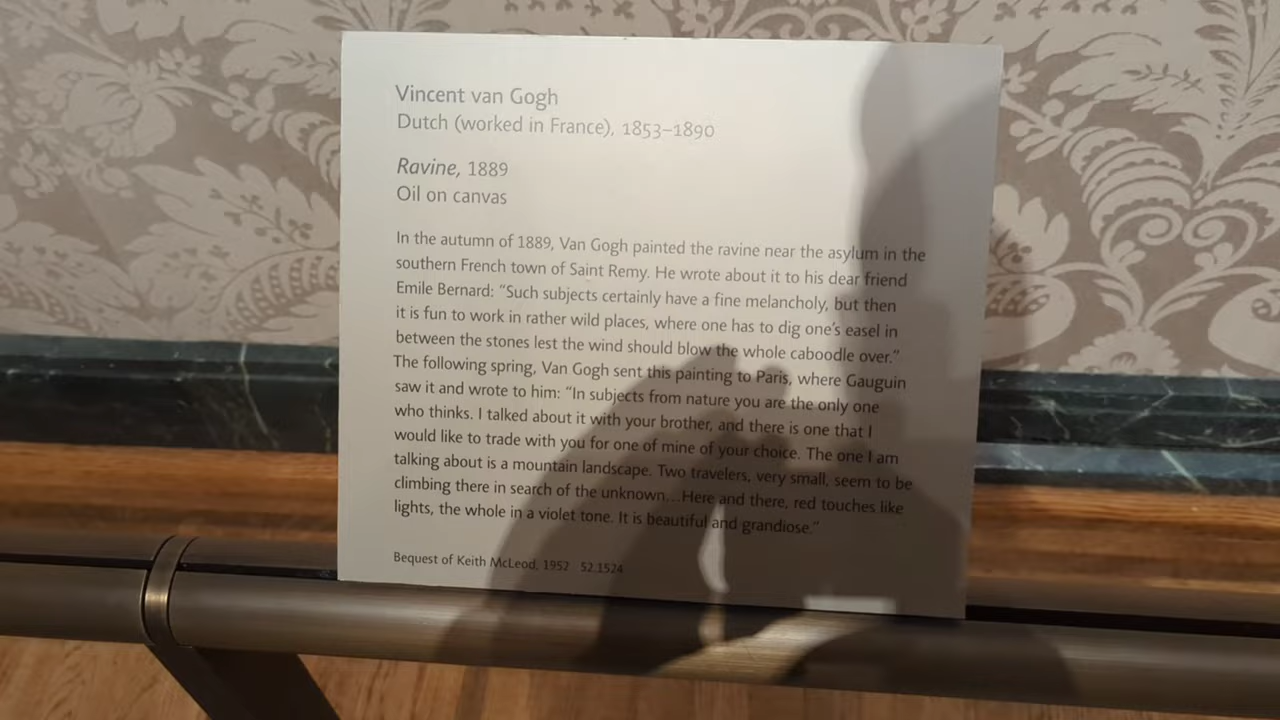 Vincent van Gogh
Dutch (worked in France), 1853–1890
Ravine, 1889
Oil on canvas
In the autumn of 1889, Van Gogh painted the ravine near the asylum in the
southern French town of Saint Remy. He wrote about it to his dear friend
Emile Bernard: “Such subjects certainly have a fine melancholy, but then
it is fun to work in rather wild places, where one has to dig one’s easel in
between the stones lest the wind should blow the whole caboodle over.”
The following spring, Van Gogh sent this painting to Paris, where Gauguin
saw it and wrote to him: “In subjects from nature you are the only one
who thinks. I talked about it with your brother, and there is one that I
would like to trade with you for one of mine of your choice. The one I am
talking about is a mountain landscape. Two travelers, very small, seem to be
climbing there in search of the unknown,…Here and there, red touches like
lights, the whole in a violet tone. It is beautiful and grandiose.”
Bequest of Keith McLeod, 1952 52.1524